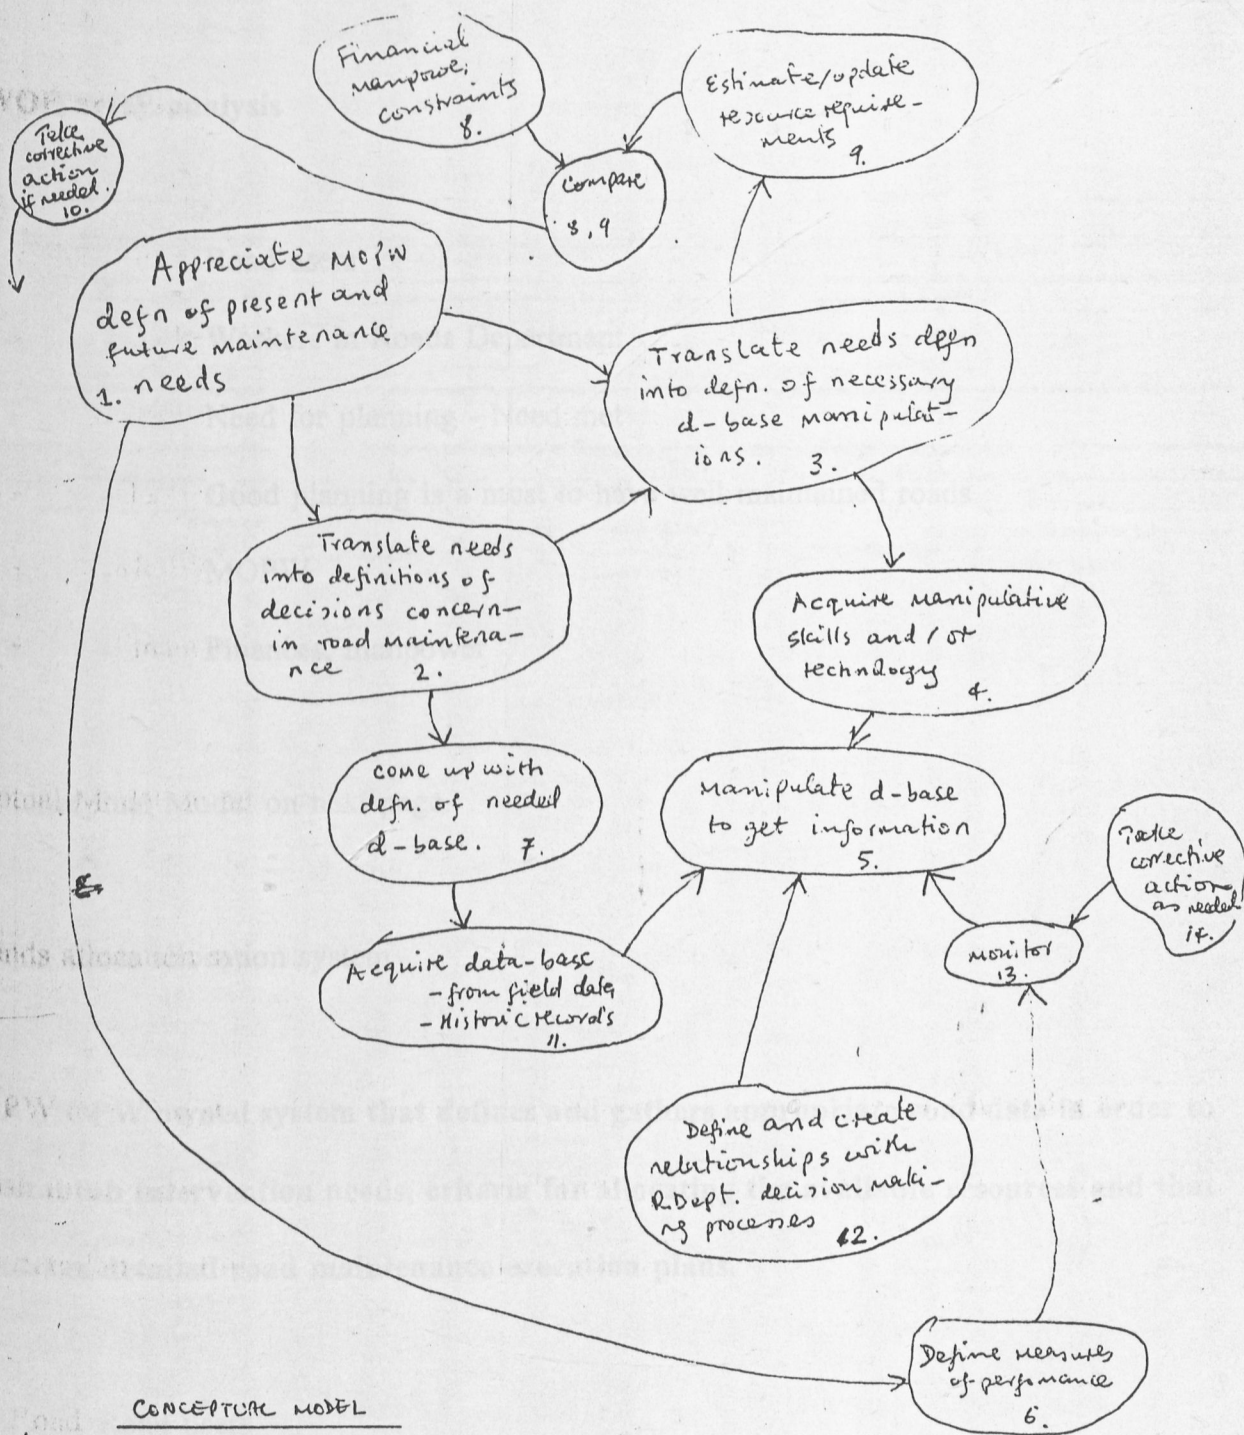 Financial
manpower
constraints
8.
Estimate/update
resource require-
ments
9.
Take
corrective
action
if needed.
10.
Compare
8,9
Appreciate MOPW
defn of present and
future maintenance
1. needs
Translate needs defn
into defn. of necessary
d-base manipulat-
ions. 3.
Translate needs
into definitions of
decisions concern-
in road maintena-
nce 2.
Acquire manipulative
skills and/or
technology
4.
come up with
defn. of needed
d-base. 7.
Manipulate d-base
to get information
5.
Take
corrective
action
as needed
14.
Monitor
13.
Acquire data-base
-from field data
-Historic records
11.
Define and create
relationships with
R.Dept. decision maki-
ng processes
12.
Define measures
of perfomance
6.
CONCEPTUAL MODEL